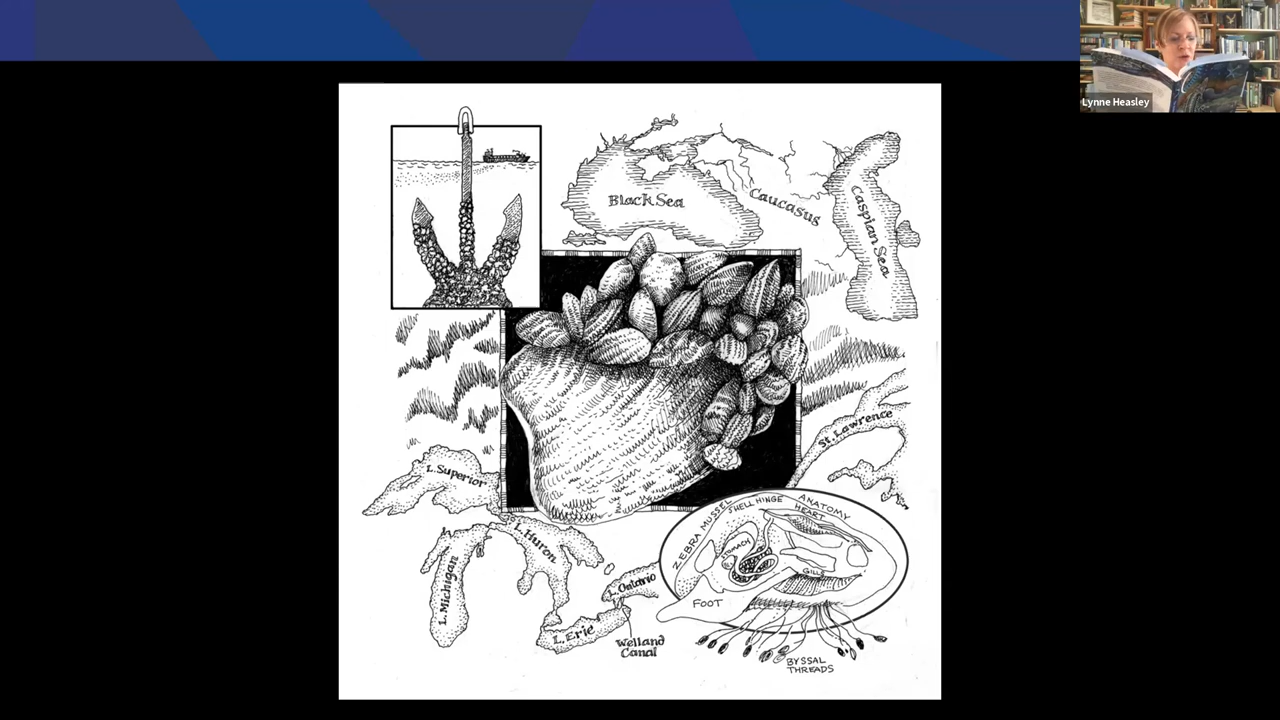 Lynne Heasley
Black Sea
Caucasus
Caspian Sea
St. Lawrence
L. Superior
L. Huron
L. Michigan
L. Ontario
L. Erie
Welland
Canal
ZEBRA MUSSEL ANATOMY
SHELL HINGE
HEART
STOMACH
GILL
FOOT
BYSSAL
THREADS